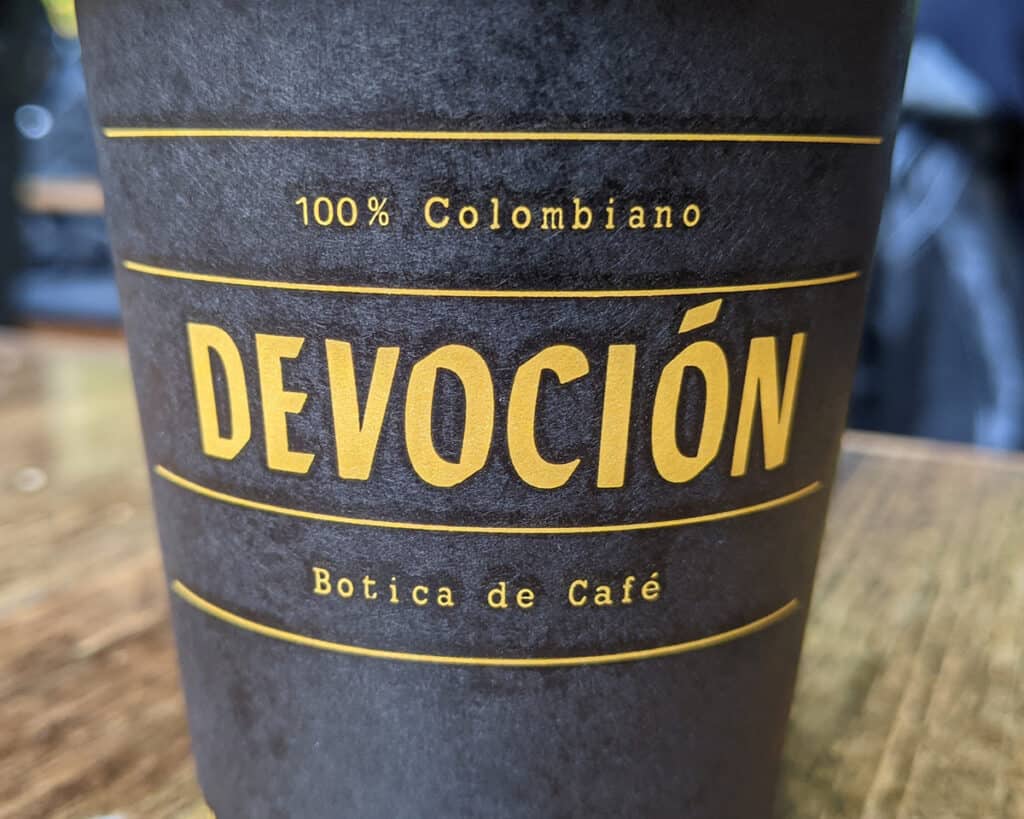 100% Colombiano
DEVOCIÓN
Botica de Café